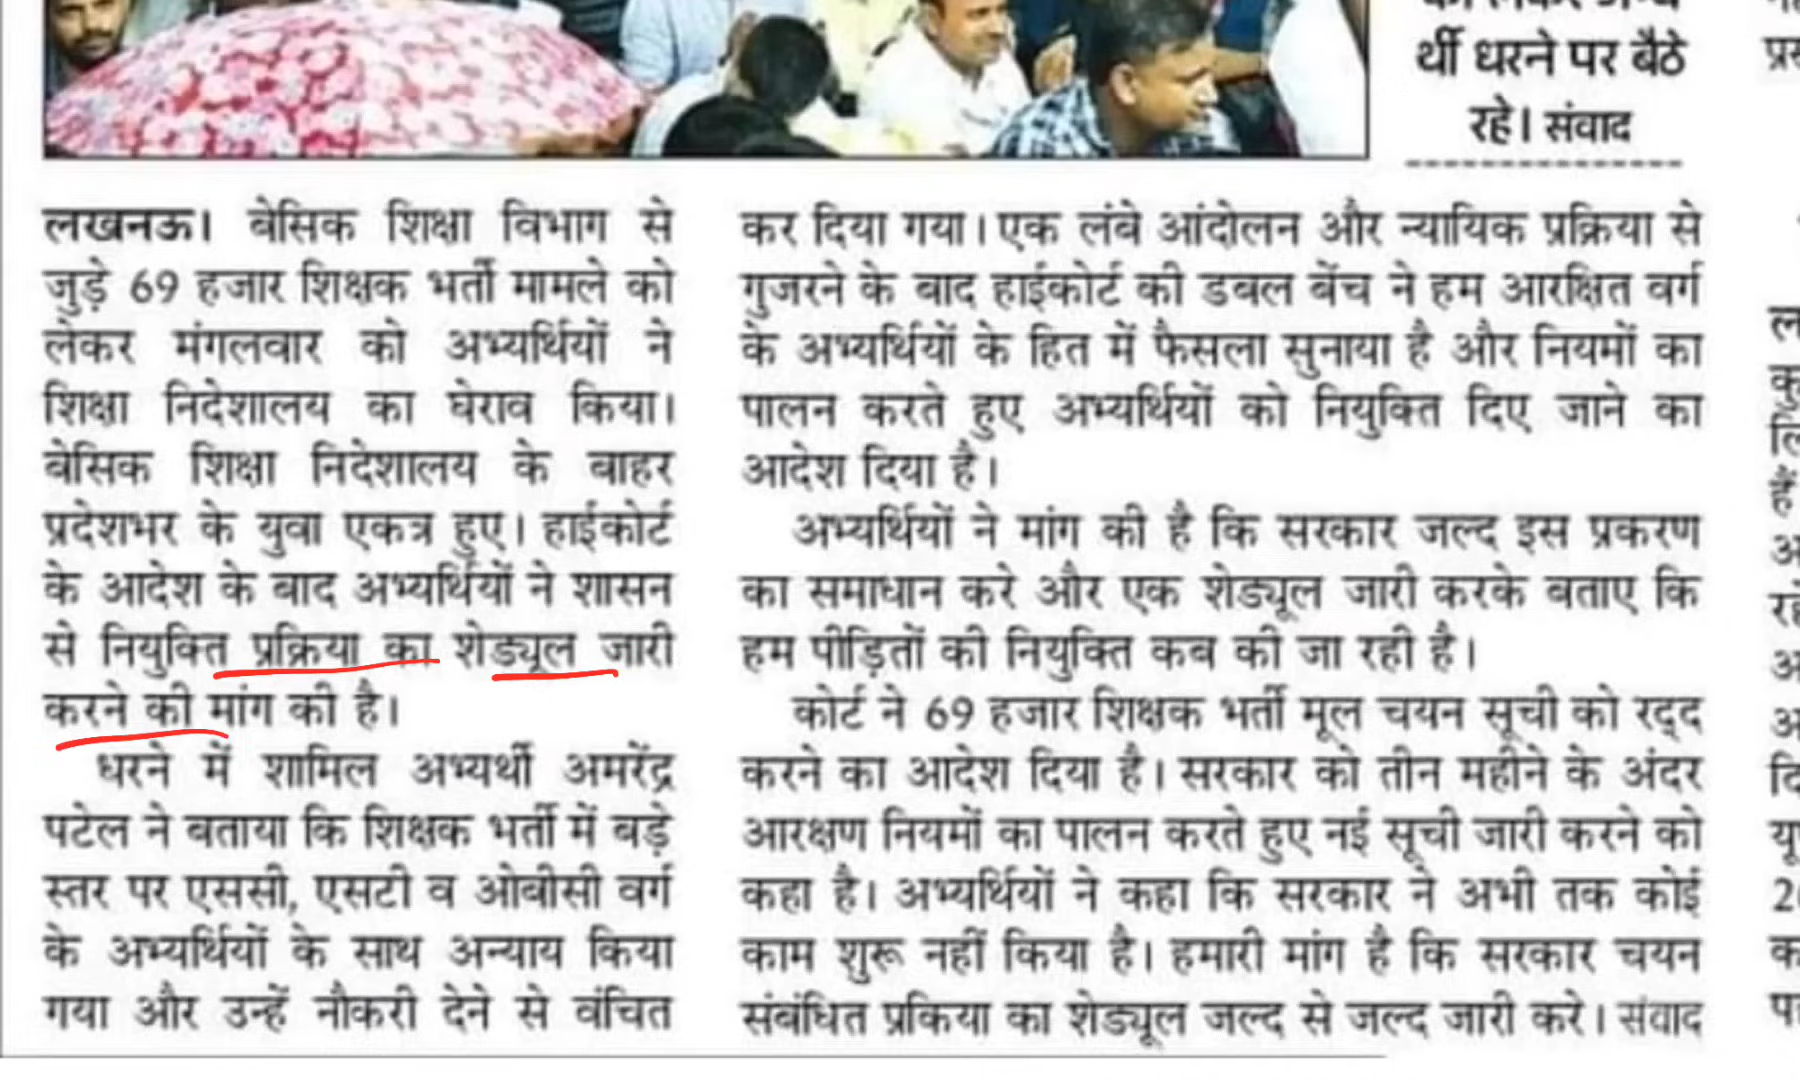 र्थी धरने पर बैठे
रहे। संवाद
लखनऊ। बेसिक शिक्षा विभाग से
जुड़े 69 हजार शिक्षक भर्ती मामले को
लेकर मंगलवार को अभ्यर्थियों ने
शिक्षा निदेशालय का घेराव किया।
बेसिक शिक्षा निदेशालय के बाहर
प्रदेशभर के युवा एकत्र हुए। हाईकोर्ट
के आदेश के बाद अभ्यर्थियों ने शासन
से नियुक्ति प्रक्रिया का शेड्यूल जारी
करने की मांग की है।
धरने में शामिल अभ्यर्थी अमरेंद्र
पटेल ने बताया कि शिक्षक भर्ती में बड़े
स्तर पर एससी, एसटी व ओबीसी वर्ग
के अभ्यर्थियों के साथ अन्याय किया
गया और उन्हें नौकरी देने से वंचित
कर दिया गया। एक लंबे आंदोलन और न्यायिक प्रक्रिया से
गुजरने के बाद हाईकोर्ट की डबल बेंच ने हम आरक्षित वर्ग
के अभ्यर्थियों के हित में फैसला सुनाया है और नियमों का
पालन करते हुए अभ्यर्थियों को नियुक्ति दिए जाने का
आदेश दिया है।
अभ्यर्थियों ने मांग की है कि सरकार जल्द इस प्रकरण
का समाधान करे और एक शेड्यूल जारी करके बताए कि
हम पीड़ितों की नियुक्ति कब की जा रही है।
कोर्ट ने 69 हजार शिक्षक भर्ती मूल चयन सूची को रद्द
करने का आदेश दिया है। सरकार को तीन महीने के अंदर
आरक्षण नियमों का पालन करते हुए नई सूची जारी करने को
कहा है। अभ्यर्थियों ने कहा कि सरकार ने अभी तक कोई
काम शुरू नहीं किया है। हमारी मांग है कि सरकार चयन
संबंधित प्रकिया का शेड्यूल जल्द से जल्द जारी करे। संवाद